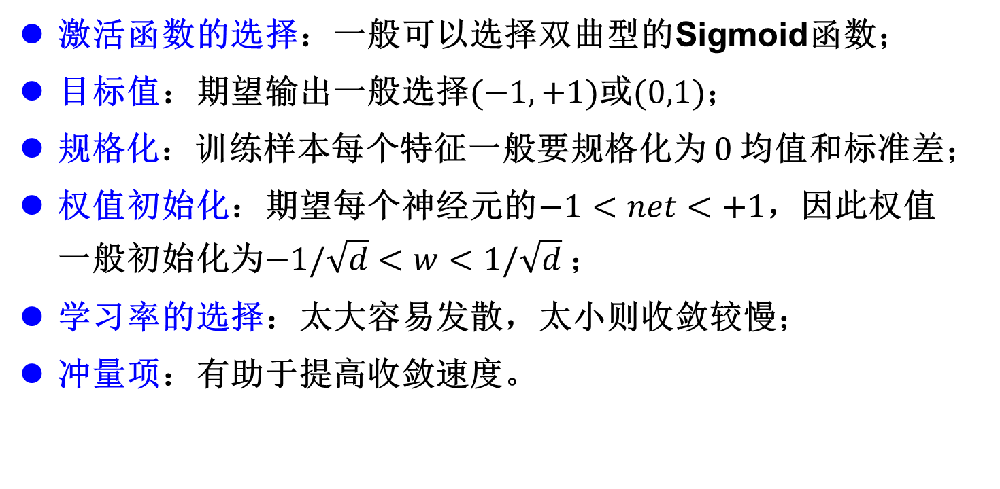 ● 激活函数的选择：一般可以选择双曲型的Sigmoid函数；
● 目标值：期望输出一般选择(−1, +1)或(0,1)；
● 规格化：训练样本每个特征一般要规格化为 0 均值和标准差；
● 权值初始化：期望每个神经元的−1 < net < +1，因此权值
一般初始化为−1/√d < w < 1/√d ；
● 学习率的选择：太大容易发散，太小则收敛较慢；
● 冲量项：有助于提高收敛速度。